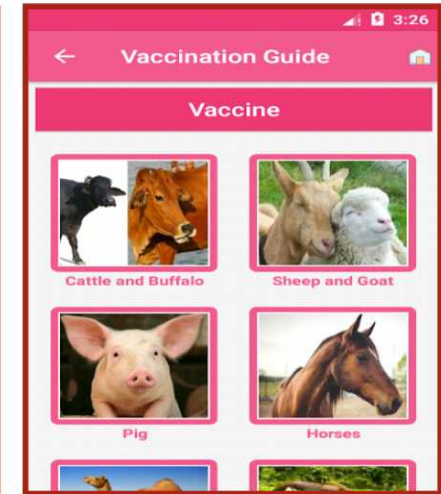 3:26
Vaccination Guide
Vaccine
Cattle and Buffalo
Sheep and Goat
Pig
Horses